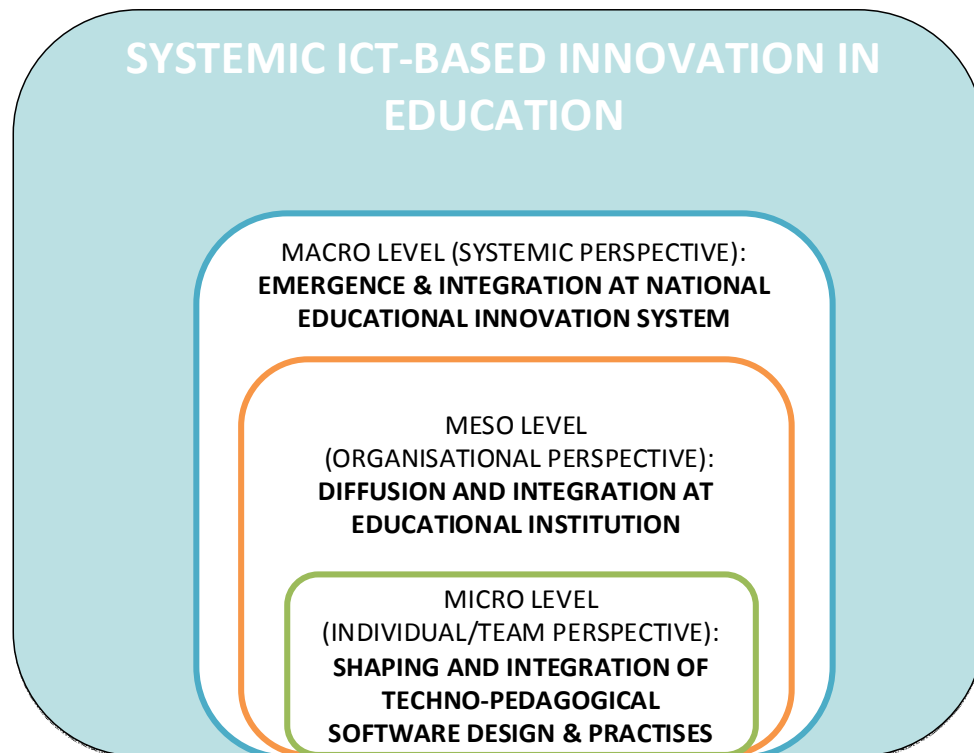 SYSTEMIC ICT-BASED INNOVATION IN
EDUCATION
MACRO LEVEL (SYSTEMIC PERSPECTIVE):
EMERGENCE & INTEGRATION AT NATIONAL
EDUCATIONAL INNOVATION SYSTEM
MESO LEVEL
(ORGANISATIONAL PERSPECTIVE):
DIFFUSION AND INTEGRATION AT
EDUCATIONAL INSTITUTION
MICRO LEVEL
(INDIVIDUAL/TEAM PERSPECTIVE):
SHAPING AND INTEGRATION OF
TECHNO-PEDAGOGICAL
SOFTWARE DESIGN & PRACTISES